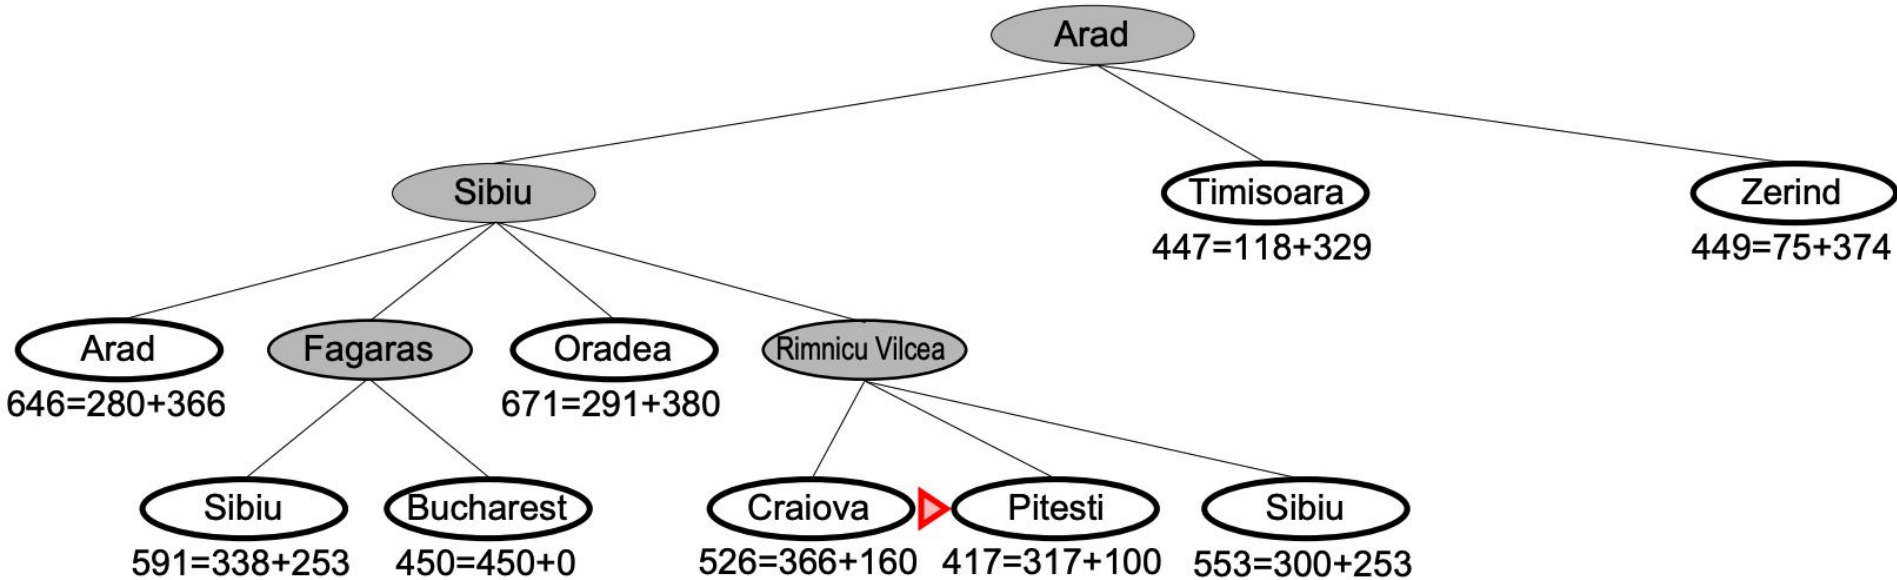 Arad
Sibiu
Timisoara
Zerind
447=118+329
449=75+374
Arad
Fagaras
Oradea
Rimnicu Vilcea
646=280+366
671=291+380
Sibiu
Bucharest
Craiova
Pitesti
Sibiu
591=338+253
450=450+0
526=366+160
417=317+100
553=300+253